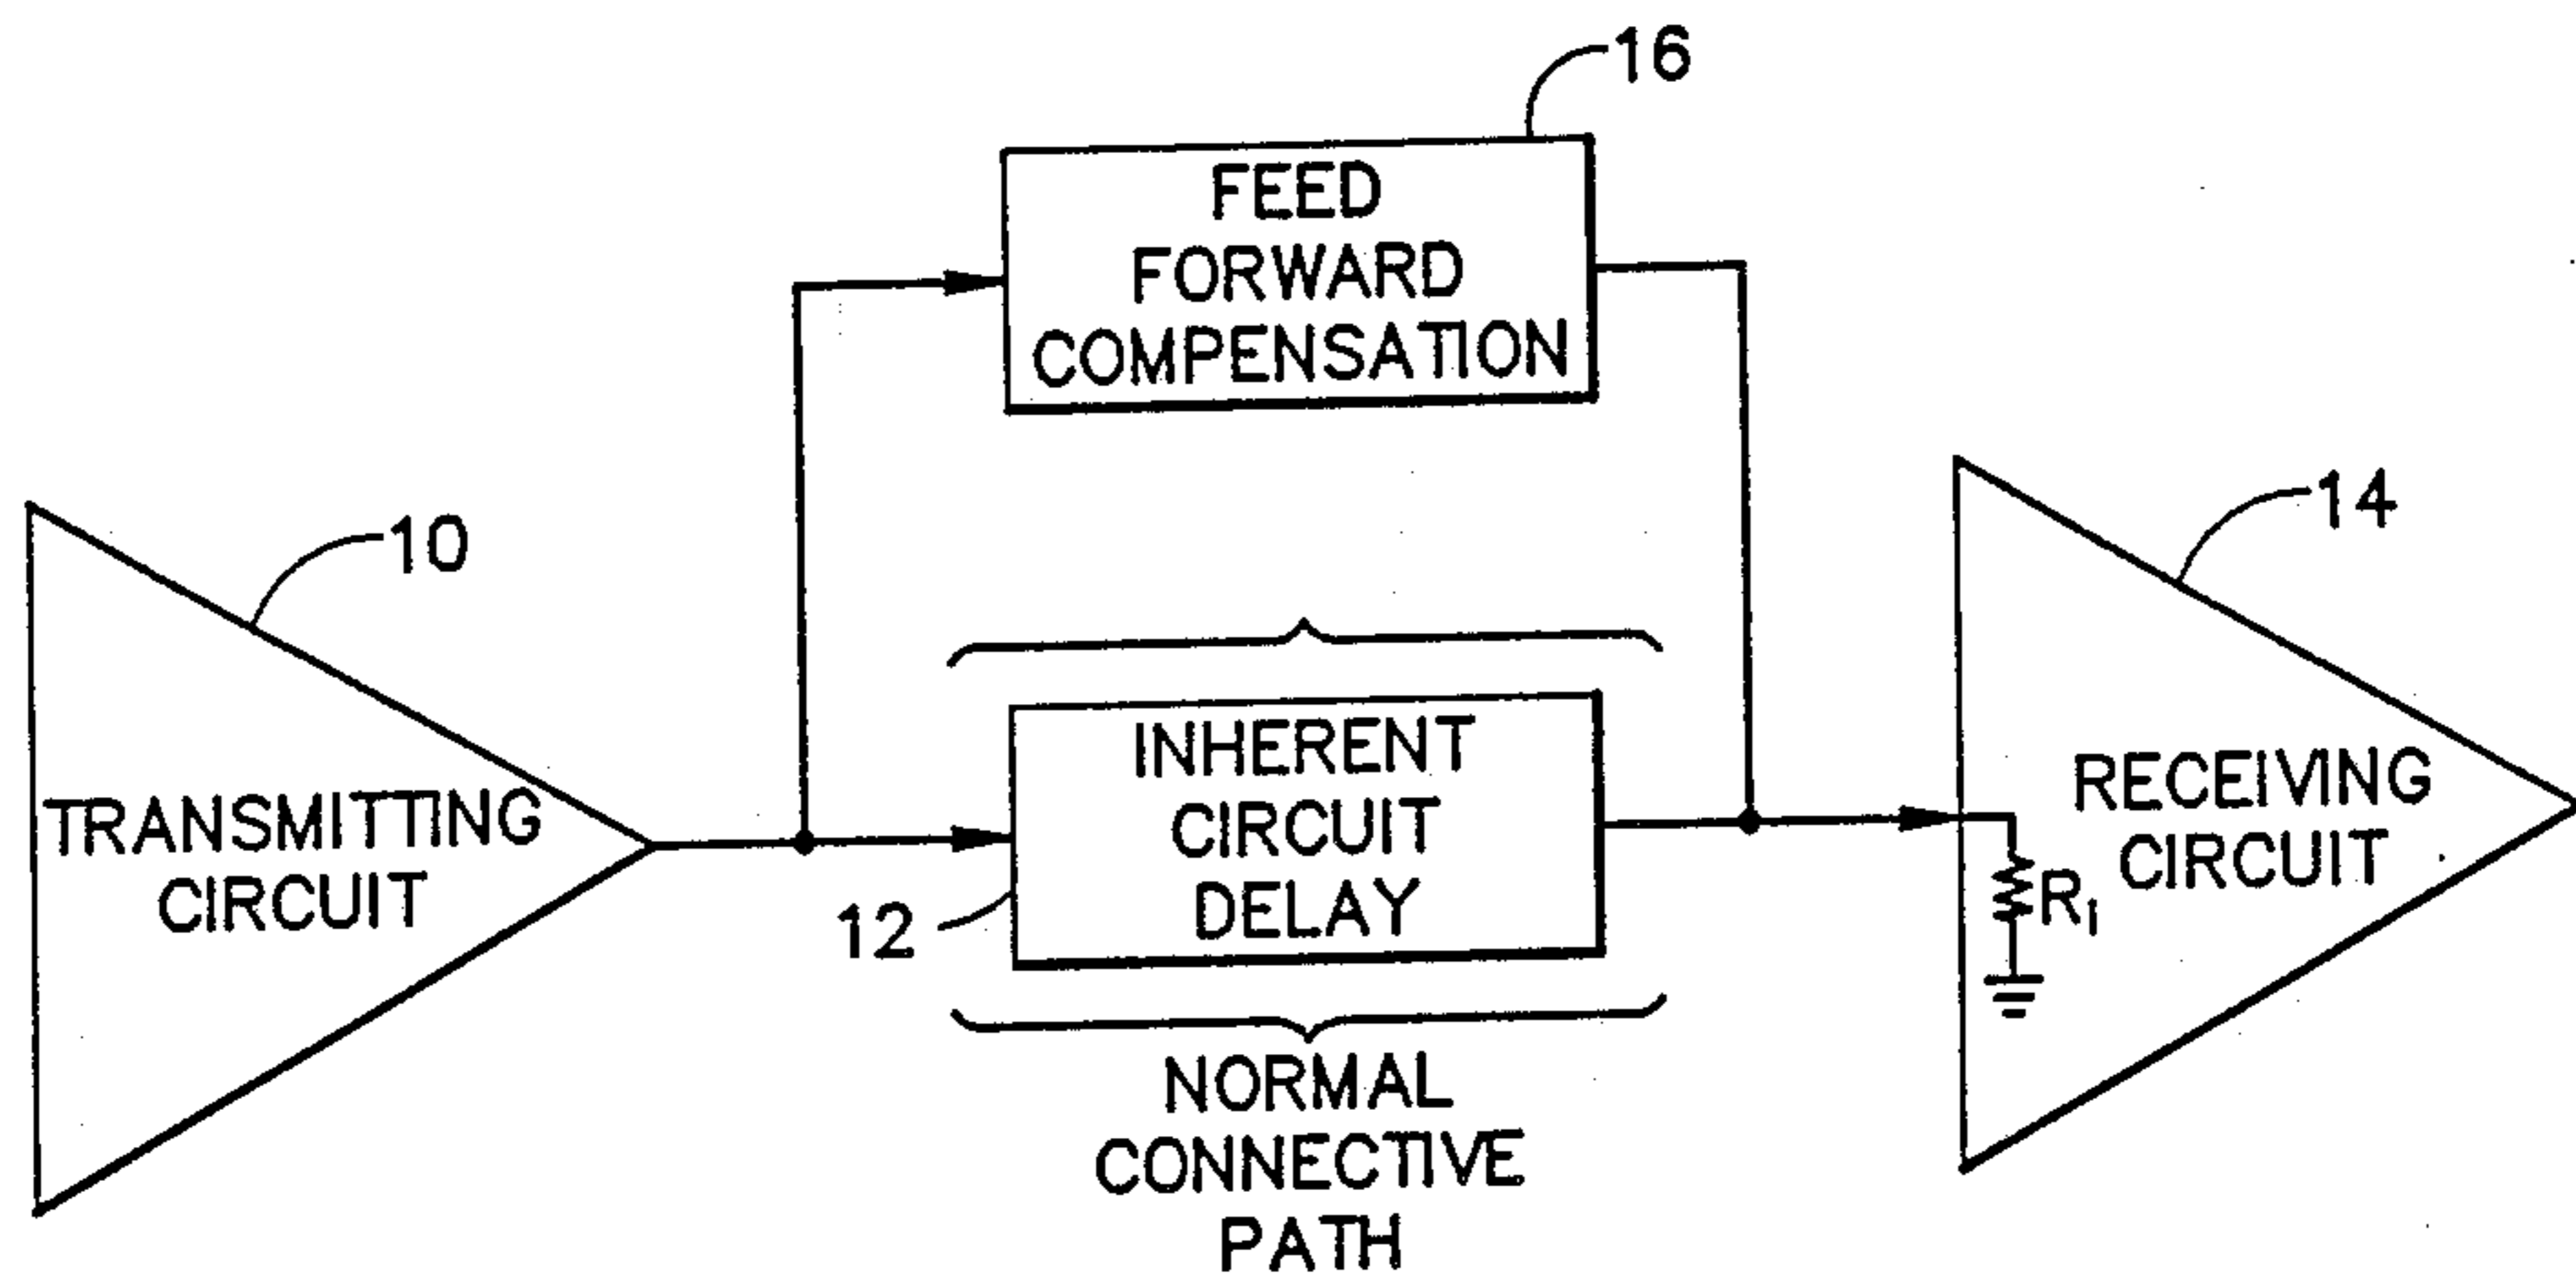 16
FEED
FORWARD
COMPENSATION
10
14
TRANSMITTING
CIRCUIT
12
INHERENT
CIRCUIT
DELAY
RECEIVING
CIRCUIT
R₁
NORMAL
CONNECTIVE
PATH